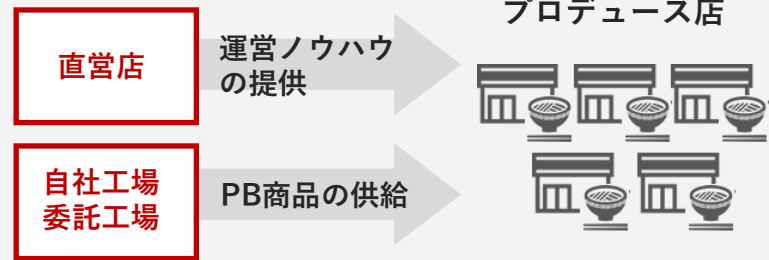 プロデュース店
直営店
運営ノウハウ
の提供
自社工場
委託工場
PB商品の供給